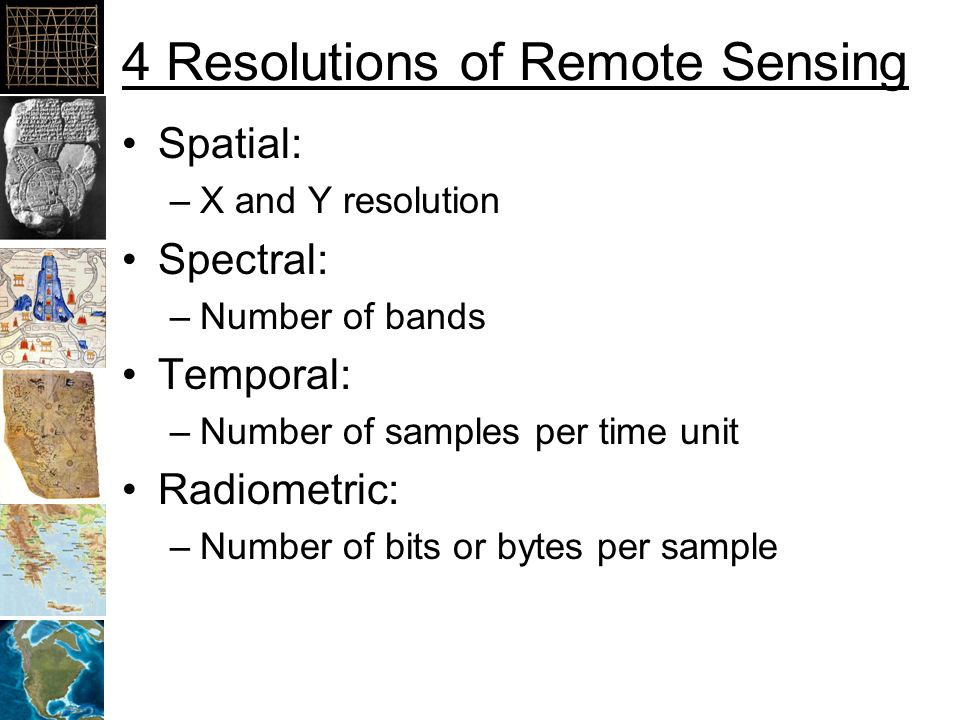 4 Resolutions of Remote Sensing
• Spatial:
– X and Y resolution
• Spectral:
– Number of bands
• Temporal:
– Number of samples per time unit
• Radiometric:
– Number of bits or bytes per sample